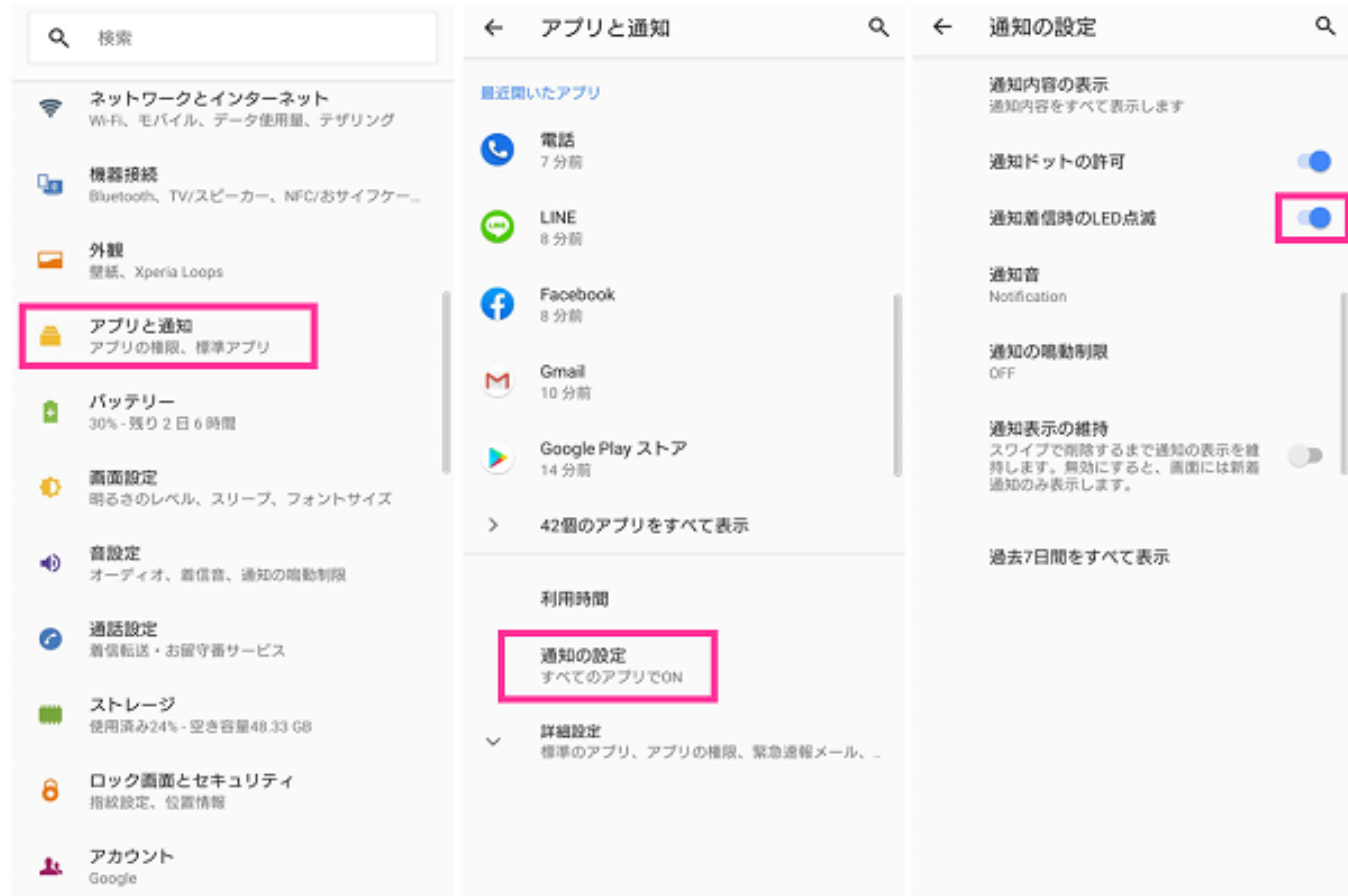 検索
ネットワークとインターネット
Wi-Fi、モバイル、データ使用量、テザリング
機器接続
Bluetooth、TV/スピーカー、NFC/おサイフケー...
外観
壁紙、Xperia Loops
アプリと通知
アプリの権限、標準アプリ
バッテリー
30% - 残り 2 日 6 時間
画面設定
明るさのレベル、スリープ、フォントサイズ
音設定
オーディオ、着信音、通知の鳴動制限
通話設定
着信転送・お留守番サービス
ストレージ
使用済み24% - 空き容量48.33 GB
ロック画面とセキュリティ
指紋設定、位置情報
アカウント
Google
アプリと通知
最近開いたアプリ
電話
7 分前
LINE
8 分前
Facebook
8 分前
Gmail
10 分前
Google Play ストア
14 分前
42個のアプリをすべて表示
利用時間
通知の設定
すべてのアプリでON
詳細設定
標準のアプリ、アプリの権限、緊急速報メール、..
通知の設定
通知内容の表示
通知内容をすべて表示します
通知ドットの許可
通知着信時のLED点滅
通知音
Notification
通知の鳴動制限
OFF
通知表示の維持
スワイプで削除するまで通知の表示を維
持します。無効にすると、画面には新着
通知のみ表示します。
過去7日間をすべて表示